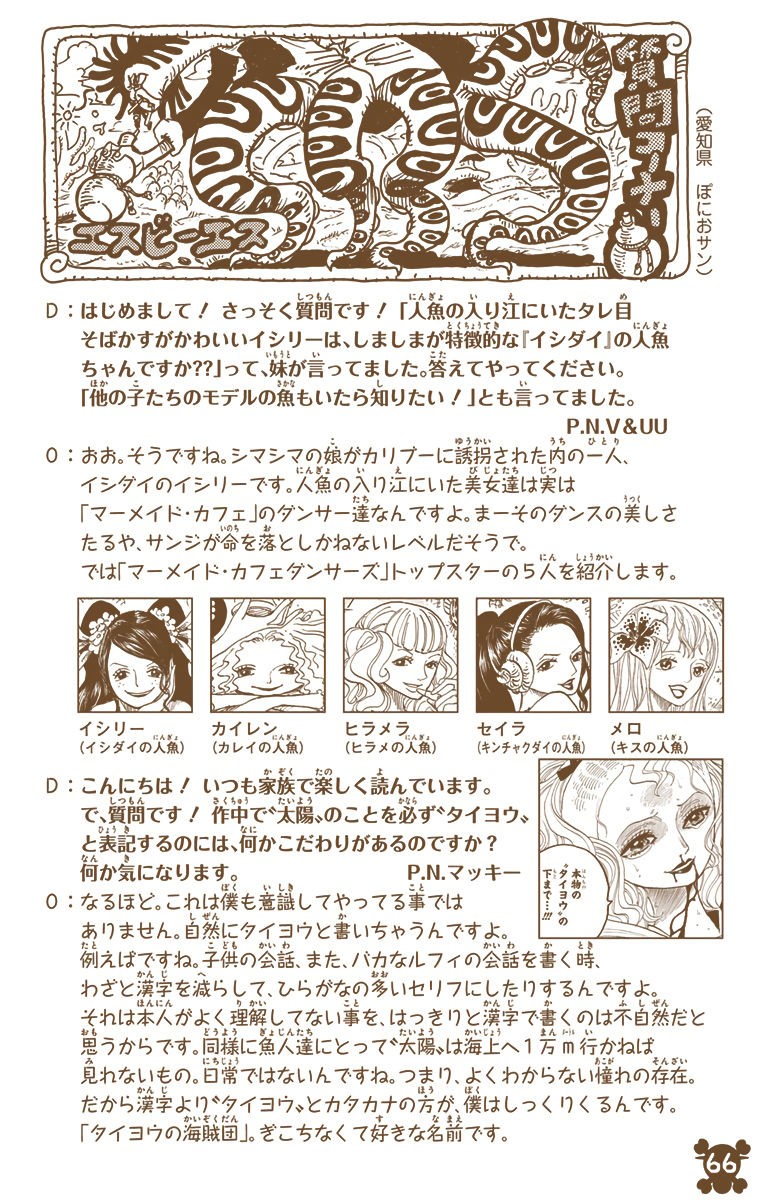 質問コーナー
エスビーエス
(愛知県 ぽにおサン)
D:はじめまして! さっそく質問です!「人魚の入り江にいたタレ目
そばかすがかわいいイシリーは、しましまが特徴的な『イシダイ』の人魚
ちゃんですか??」って、妹が言ってました。答えてやってください。
「他の子たちのモデルの魚もいたら知りたい!」とも言ってました。
P.N.V&UU
O:おお。そうですね。シマシマの娘がカリブーに誘拐された内の一人、
イシダイのイシリーです。人魚の入り江にいた美女達は実は
「マーメイド・カフェ」のダンサー達なんですよ。まーそのダンスの美しさ
たるや、サンジが命を落としかねないレベルだそうで。
では「マーメイド・カフェダンサーズ」トップスターの5人を紹介します。
イシリー
(イシダイの人魚)
カイレン
(カレイの人魚)
ヒラメラ
(ヒラメの人魚)
セイラ
(キンチャクダイの人魚)
メロ
(キスの人魚)
D:こんにちは! いつも家族で楽しく読んでいます。
で、質問です! 作中で〝太陽〟のことを必ず〝タイヨウ〟
と表記するのには、何かこだわりがあるのですか?
何か気になります。 P.N.マッキー
本物の
〝タイヨウ〟の
下まで…!!!
O:なるほど。これは僕も意識してやってる事では
ありません。自然にタイヨウと書いちゃうんですよ。
例えばですね。子供の会話、また、バカなルフィの会話を書く時、
わざと漢字を減らして、ひらがなの多いセリフにしたりするんですよ。
それは本人がよく理解してない事を、はっきりと漢字で書くのは不自然だと
思うからです。同様に魚人達にとって〝太陽〟は海上へ1万m行かねば
見れないもの。日常ではないんですね。つまり、よくわからない憧れの存在。
だから漢字より〝タイヨウ〟とカタカナの方が、僕はしっくりくるんです。
「タイヨウの海賊団」。ぎこちなくて好きな名前です。
66